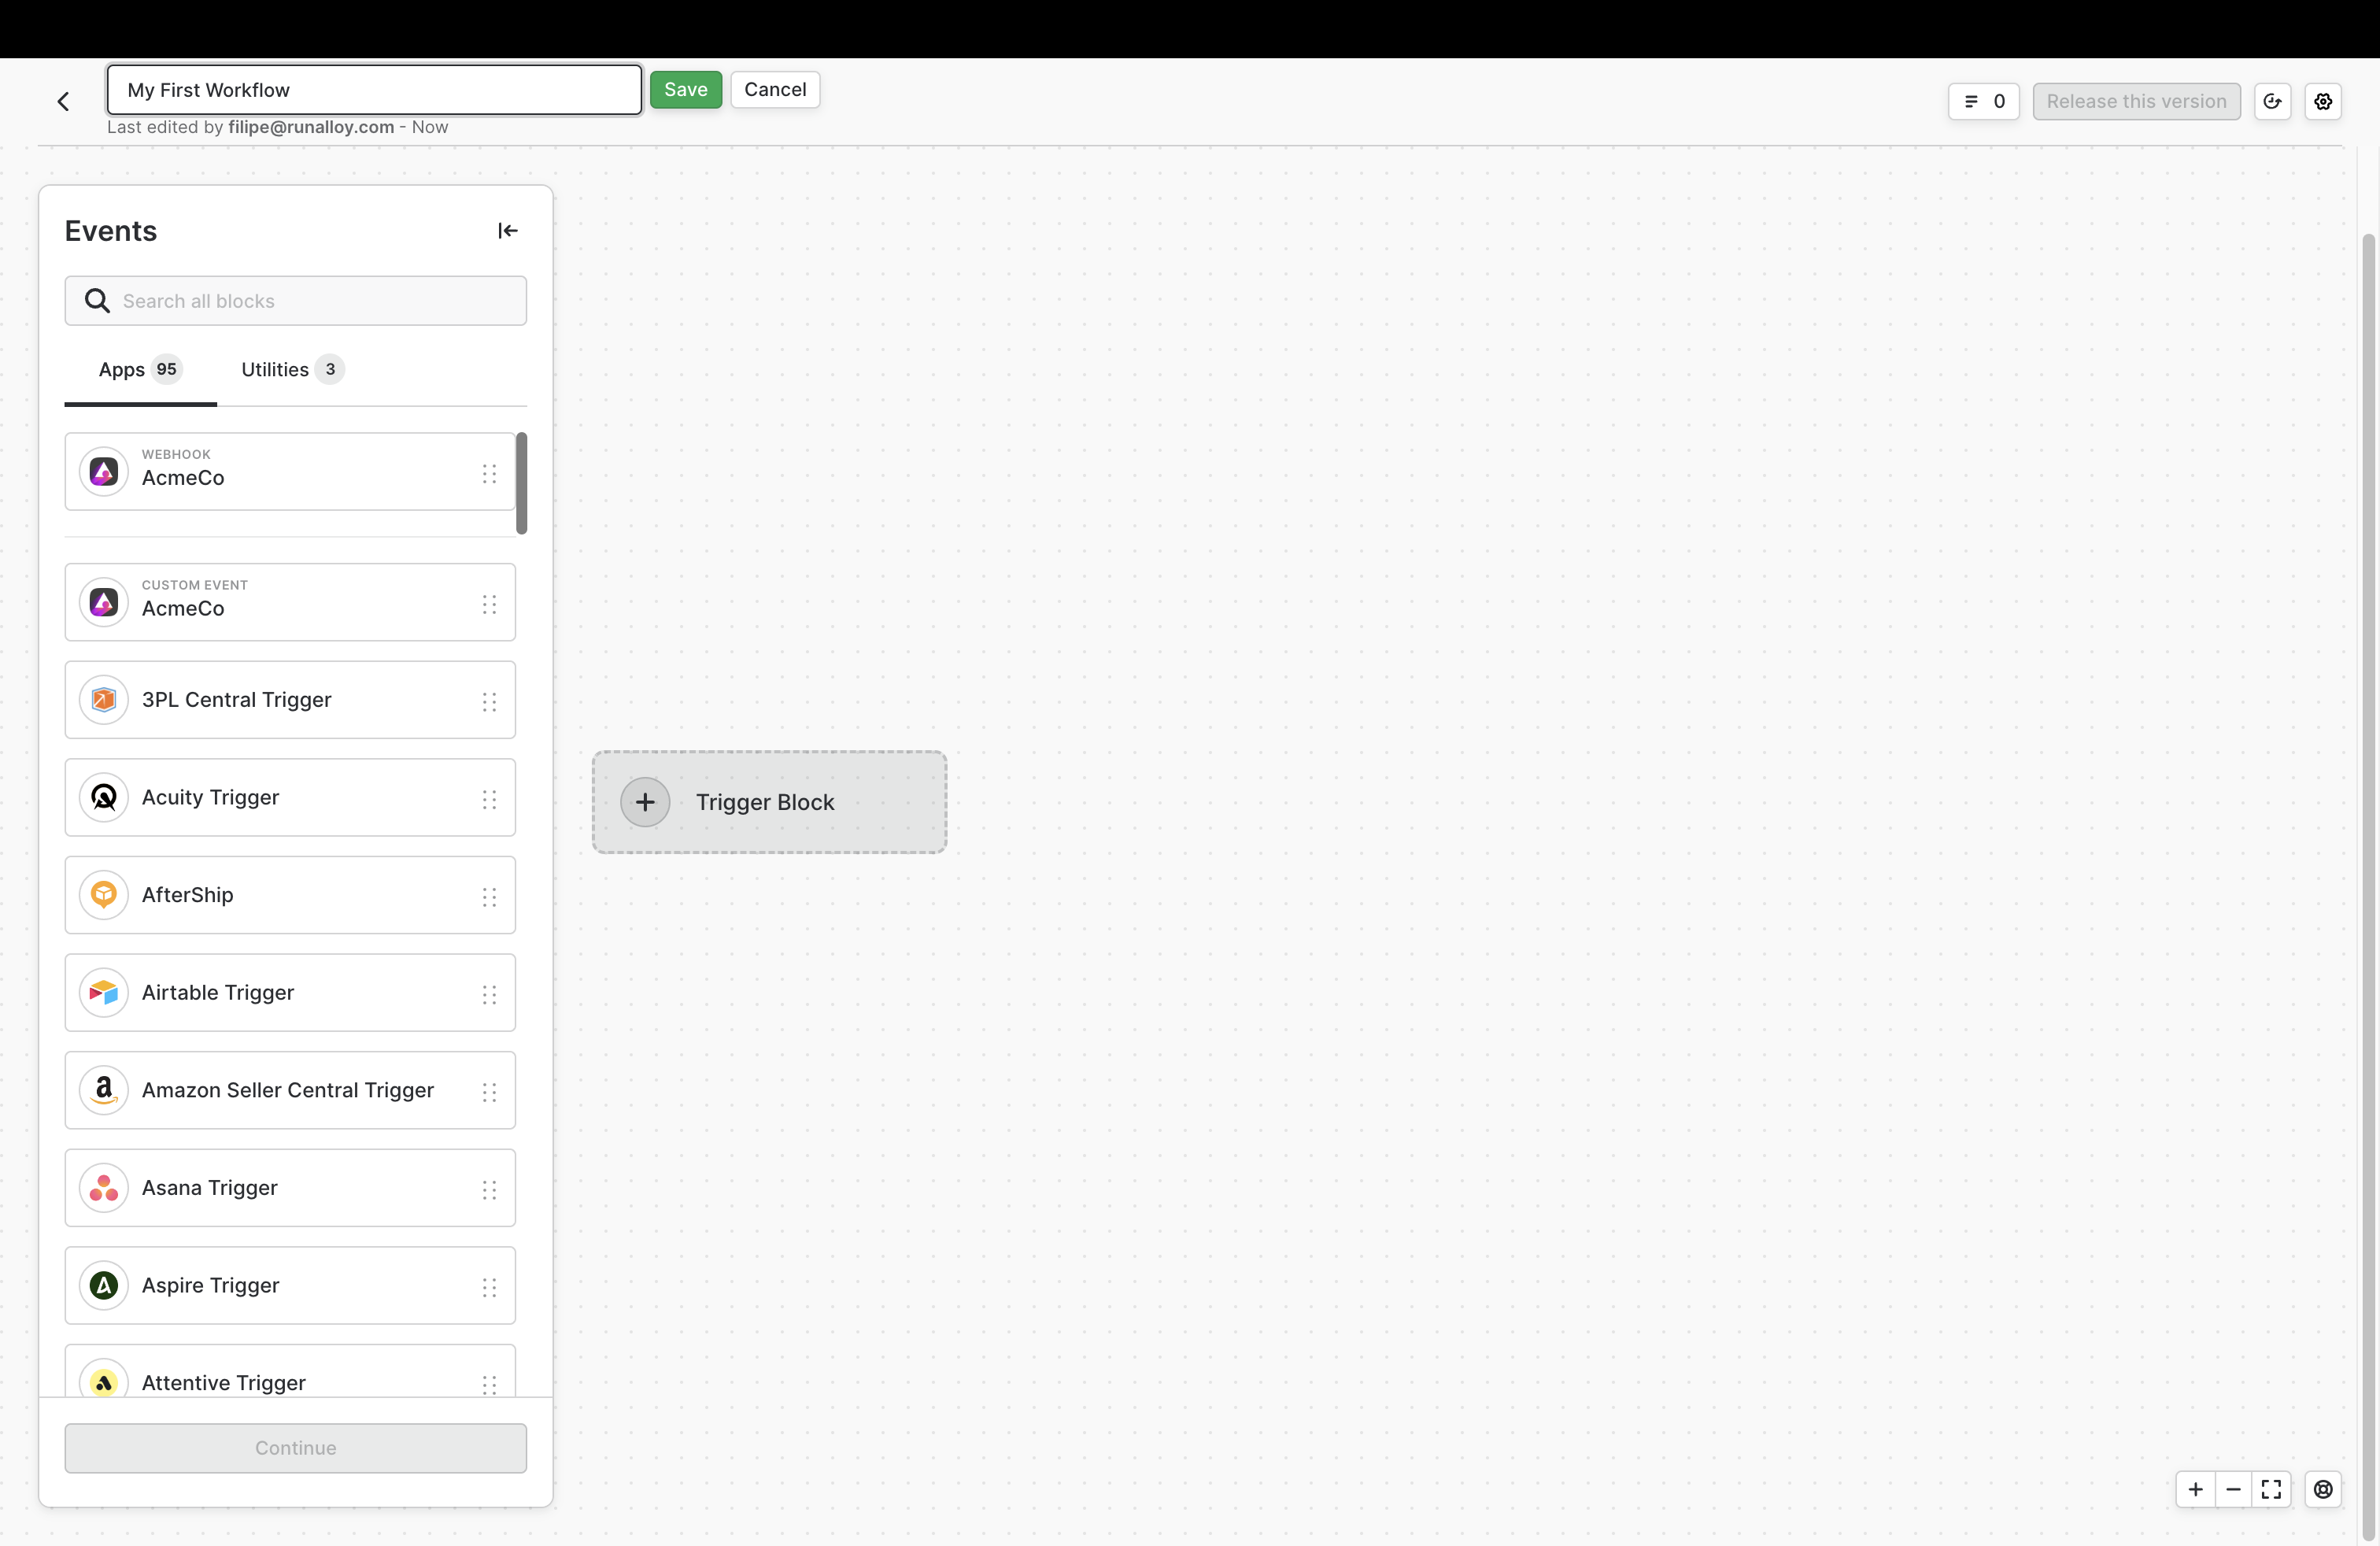 My First Workflow
Save
Cancel
Last edited by filipe@runalloy.com - Now
0
Release this version
Events
Search all blocks
Apps 95
Utilities 3
WEBHOOK
AcmeCo
CUSTOM EVENT
AcmeCo
3PL Central Trigger
Acuity Trigger
AfterShip
Airtable Trigger
Amazon Seller Central Trigger
Asana Trigger
Aspire Trigger
Attentive Trigger
Continue
Trigger Block